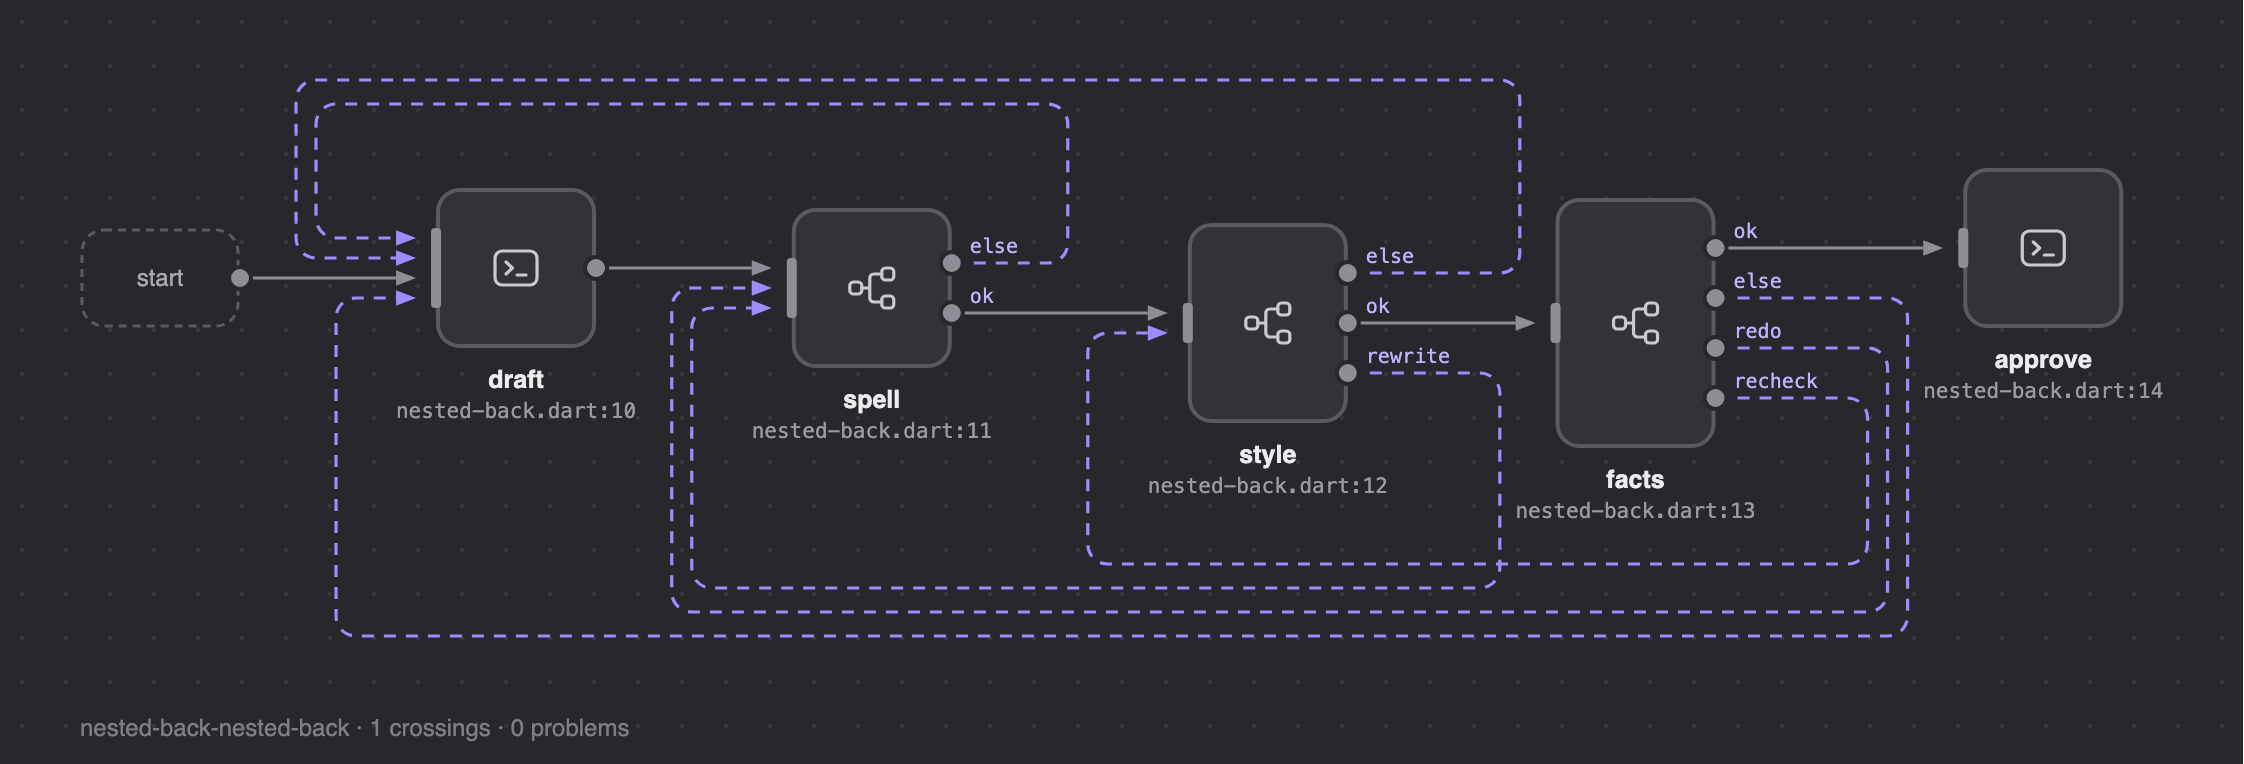 start
draft
nested-back.dart:10
else
ok
spell
nested-back.dart:11
else
ok
rewrite
style
nested-back.dart:12
ok
else
redo
recheck
facts
nested-back.dart:13
approve
nested-back.dart:14
nested-back-nested-back · 1 crossings · 0 problems